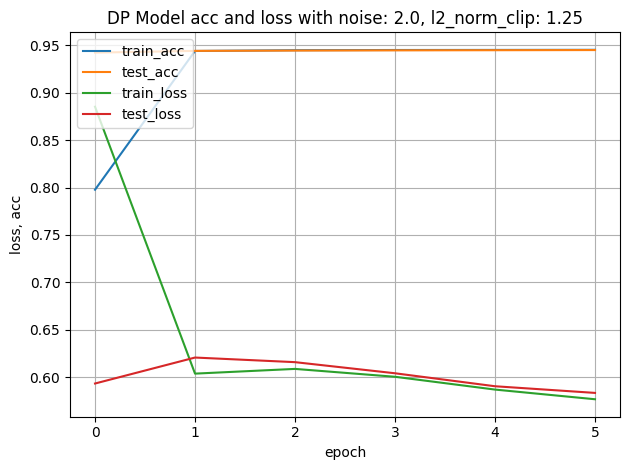 DP Model acc and loss with noise: 2.0, l2_norm_clip: 1.25
train_acc
test_acc
train_loss
test_loss
0.95
0.90
0.85
0.80
0.75
0.70
0.65
0.60
loss, acc
0 1 2 3 4 5
epoch